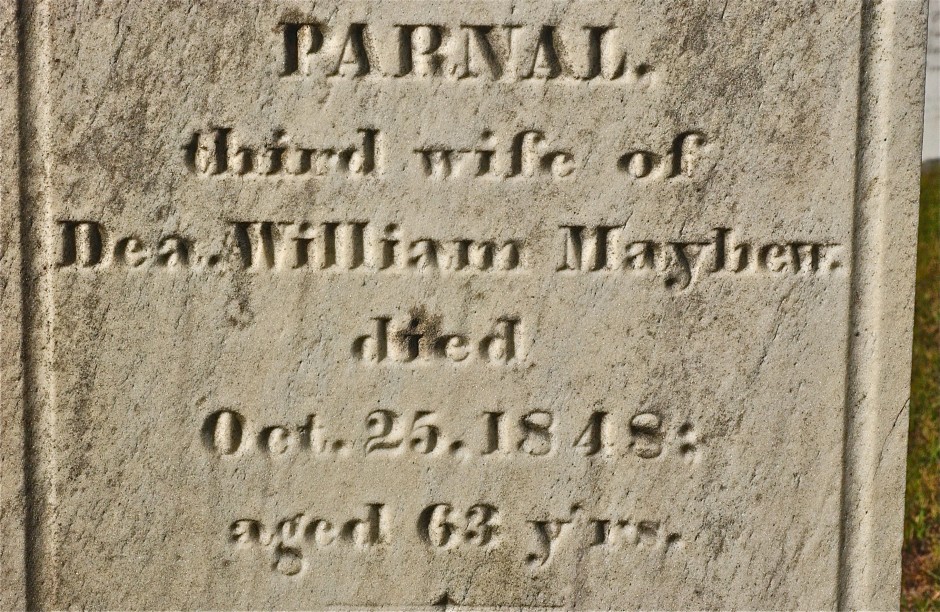 PARNAL.
third wife of
Dea. William Mayhew.
died
Oct. 25. 1848;
aged 63 y'rs.